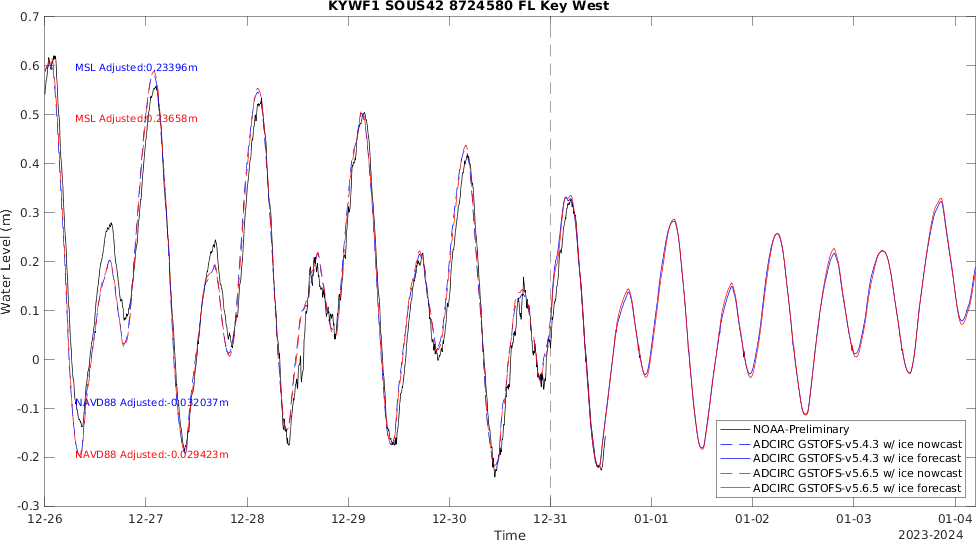 KYWF1 SOUS42 8724580 FL Key West
Water Level (m)
0.7
0.6
0.5
0.4
0.3
0.2
0.1
0
-0.1
-0.2
-0.3
MSL Adjusted:0.23396m
MSL Adjusted:0.23658m
NAVD88 Adjusted:-0.032037m
NAVD88 Adjusted:-0.029423m
NOAA-Preliminary
ADCIRC GSTOFS-v5.4.3 w/ ice nowcast
ADCIRC GSTOFS-v5.4.3 w/ ice forecast
ADCIRC GSTOFS-v5.6.5 w/ ice nowcast
ADCIRC GSTOFS-v5.6.5 w/ ice forecast
12-26 12-27 12-28 12-29 12-30 12-31 01-01 01-02 01-03 01-04
Time
2023-2024